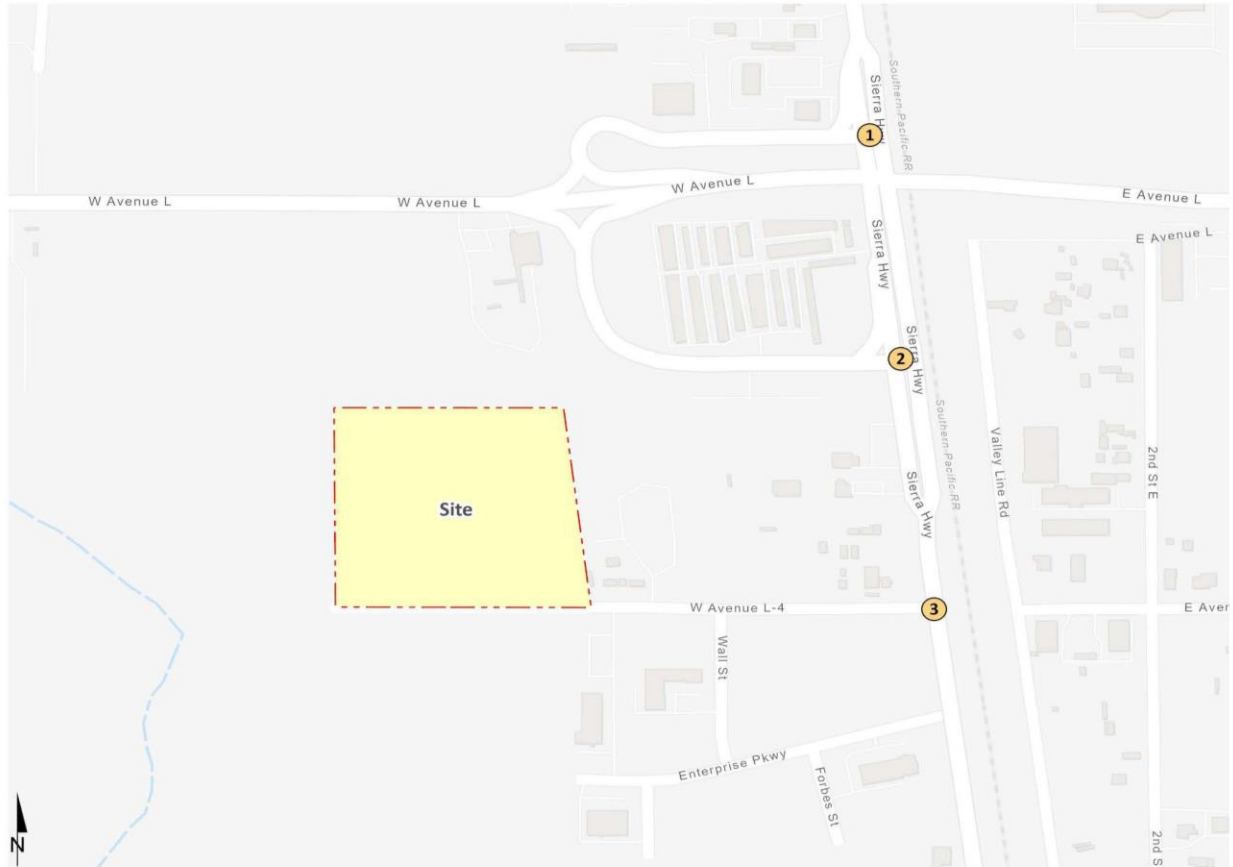 Sierra Hwy
Southern Pacific RR
1
W Avenue L
W Avenue L
W Avenue L
E Avenue L
E Avenue L
Sierra Hwy
2
Sierra Hwy
Southern Pacific RR
Valley Line Rd
2nd St E
Sierra Hwy
Site
W Avenue L-4
3
E Aver
Wall St
Enterprise Pkwy
Forbes St
2nd S
N